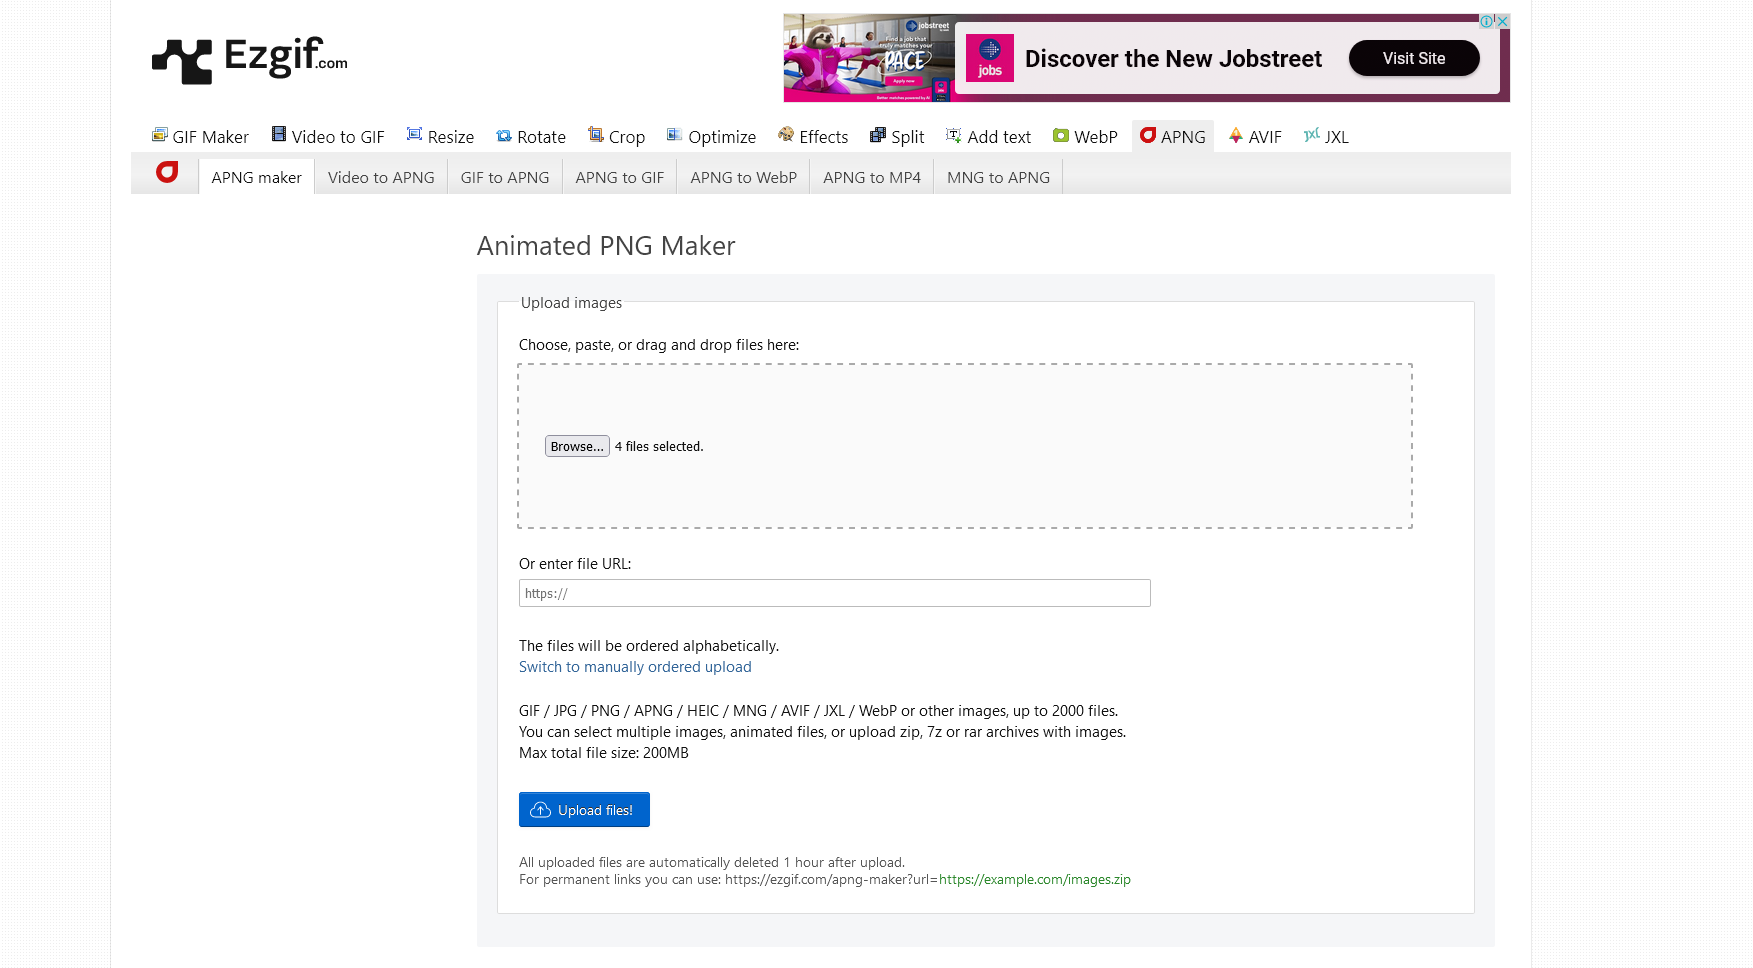 Ezgif.com
jobstreet
Find a job that
truly matches your
PACE
Apply now
Better matches powered by AI
jobs
Discover the New Jobstreet
Visit Site
GIF Maker
Video to GIF
Resize
Rotate
Crop
Optimize
Effects
Split
Add text
WebP
APNG
AVIF
JXL
APNG maker
Video to APNG
GIF to APNG
APNG to GIF
APNG to WebP
APNG to MP4
MNG to APNG
Animated PNG Maker
Upload images
Choose, paste, or drag and drop files here:
Browse... 4 files selected.
Or enter file URL:
https://
The files will be ordered alphabetically.
Switch to manually ordered upload
GIF / JPG / PNG / APNG / HEIC / MNG / AVIF / JXL / WebP or other images, up to 2000 files.
You can select multiple images, animated files, or upload zip, 7z or rar archives with images.
Max total file size: 200MB
Upload files!
All uploaded files are automatically deleted 1 hour after upload.
For permanent links you can use: https://ezgif.com/apng-maker?url=https://example.com/images.zip